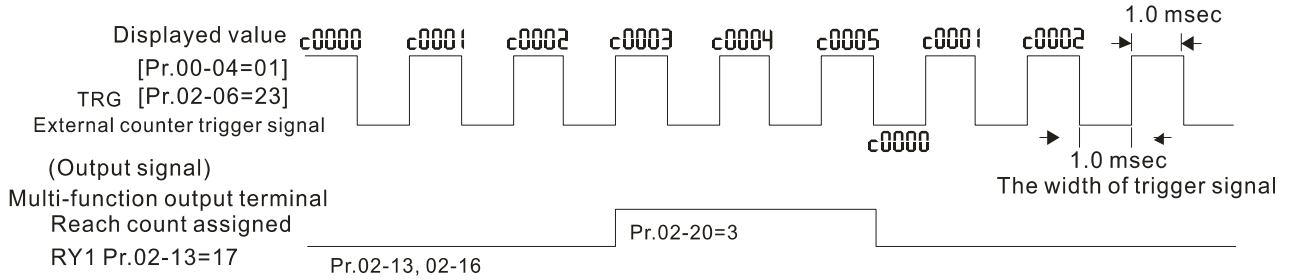 1.0 msec
Displayed value c0000 c0001 c0002 c0003 c0004 c0005 c0001 c0002
[Pr.00-04=01]
TRG [Pr.02-06=23]
External counter trigger signal
c0000
(Output signal)
1.0 msec
The width of trigger signal
Multi-function output terminal
Reach count assigned
Pr.02-20=3
RY1 Pr.02-13=17
Pr.02-13, 02-16